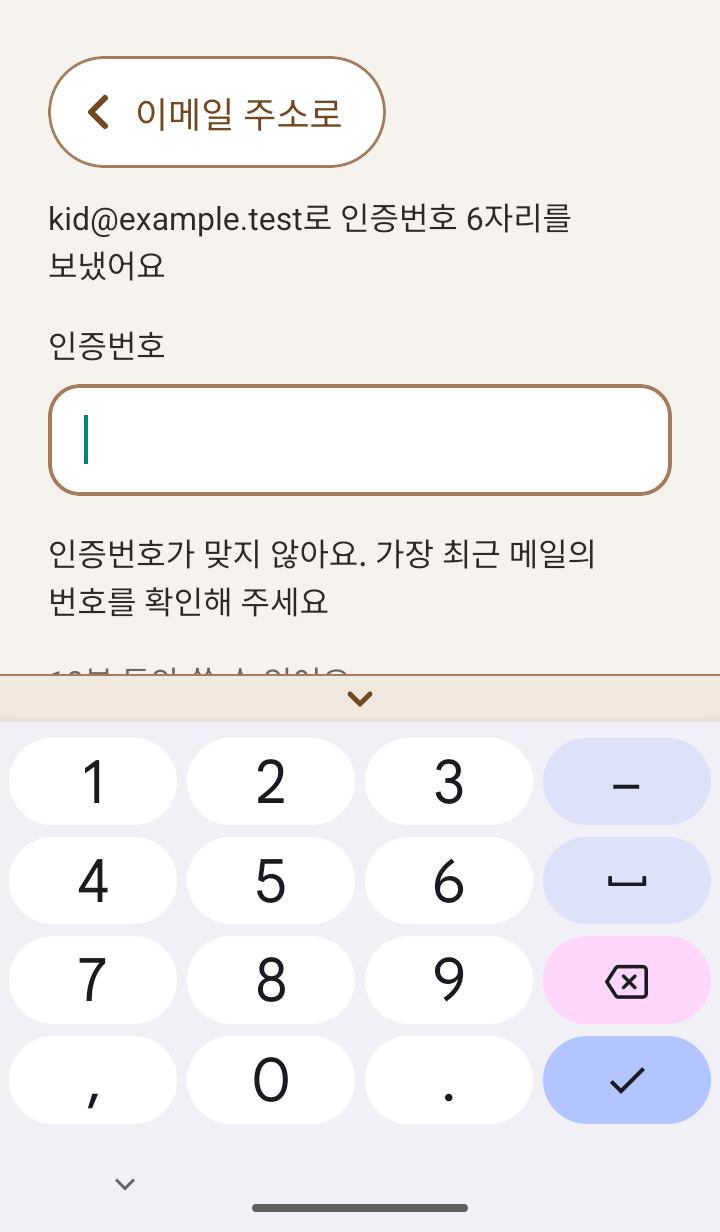 이메일 주소로
kid@example.test로 인증번호 6자리를
보냈어요
인증번호
인증번호가 맞지 않아요. 가장 최근 메일의
번호를 확인해 주세요
1 2 3 –
4 5 6
7 8 9
, 0 .